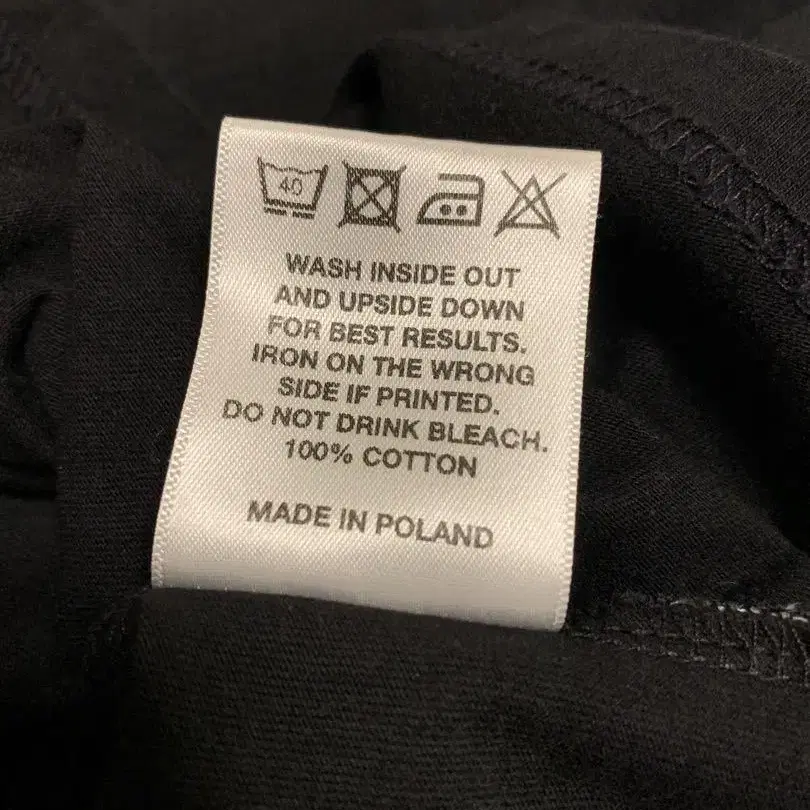 40
WASH INSIDE OUT
AND UPSIDE DOWN
FOR BEST RESULTS.
IRON ON THE WRONG
SIDE IF PRINTED.
DO NOT DRINK BLEACH.
100% COTTON
MADE IN POLAND